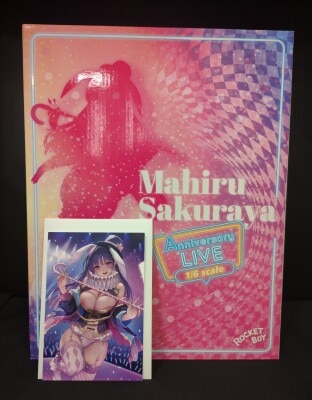 Mahiru
Sakuraya
Anniversary
LIVE
1/6 scale
ROCKET
BOY